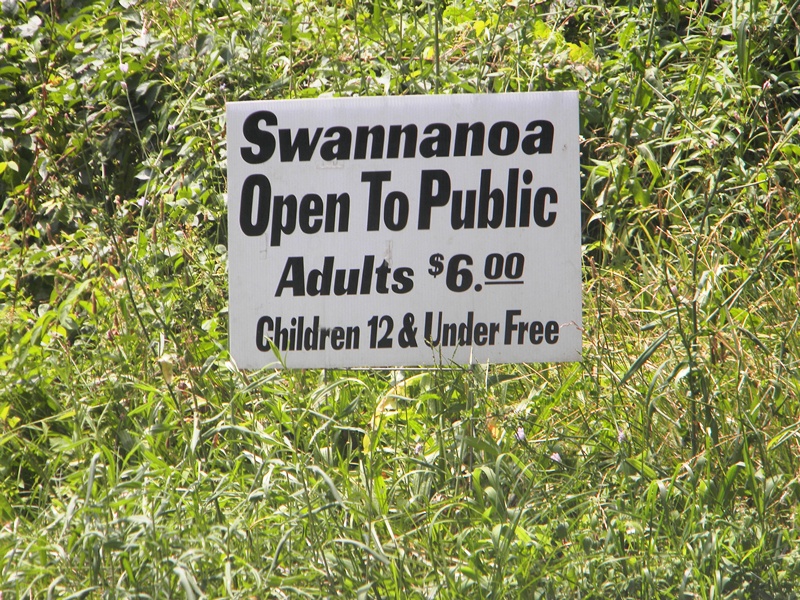 Swannanoa
Open To Public
Adults $6.00
Children 12 & Under Free